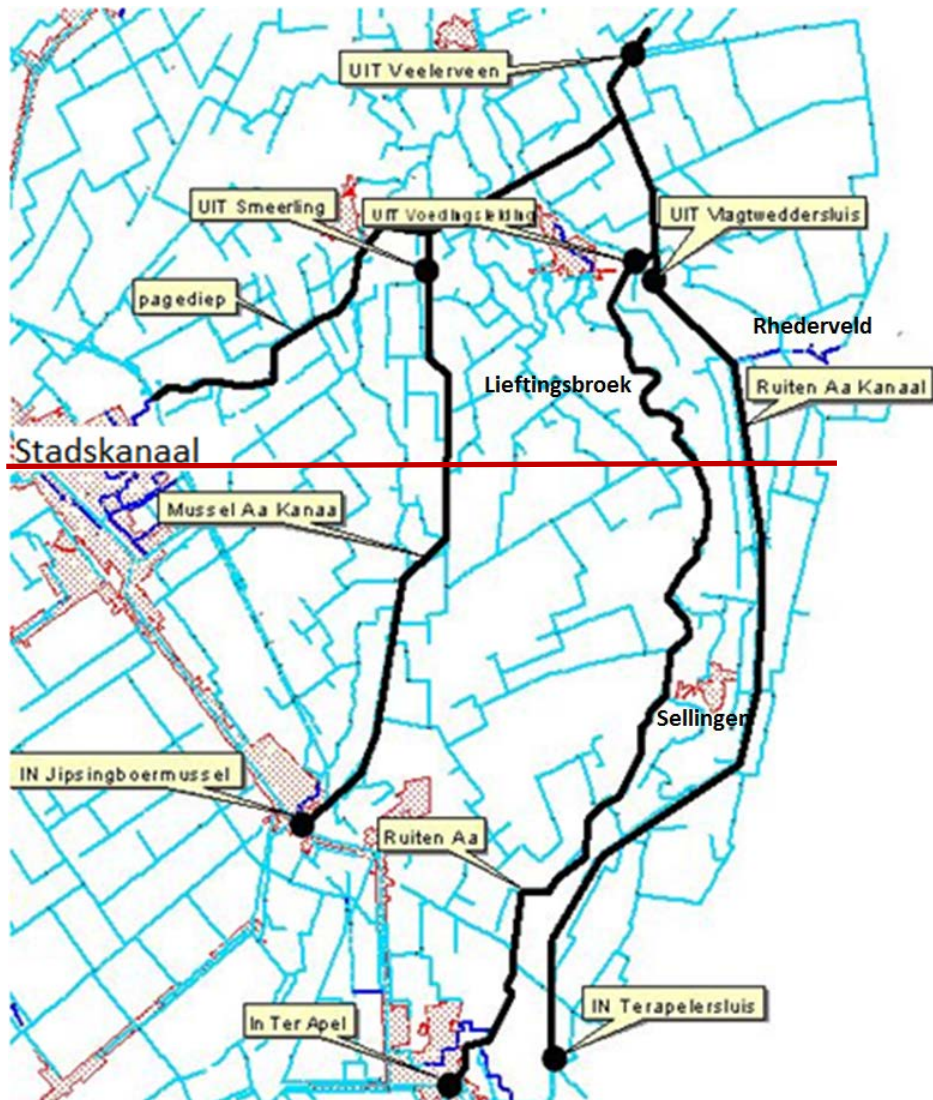 UIT Veelerveen
UIT Smeerling
UIT Voedingsleiding
UIT Vlagtweddersluis
pagediep
Rhederveld
Lieftingsbroek
Ruiten Aa Kanaal
Stadskanaal
Mussel Aa Kanaa
Sellingen
IN Jipsingboermussel
Ruiten Aa
In Ter Apel
IN Terapelersluis